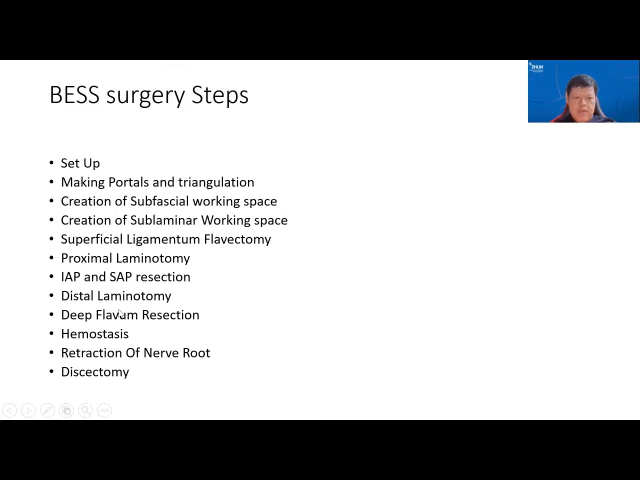 BESS surgery Steps
• Set Up
• Making Portals and triangulation
• Creation of Subfascial working space
• Creation of Sublaminar Working space
• Superficial Ligamentum Flavectomy
• Proximal Laminotomy
• IAP and SAP resection
• Distal Laminotomy
• Deep Flavum Resection
• Hemostasis
• Retraction Of Nerve Root
• Discectomy